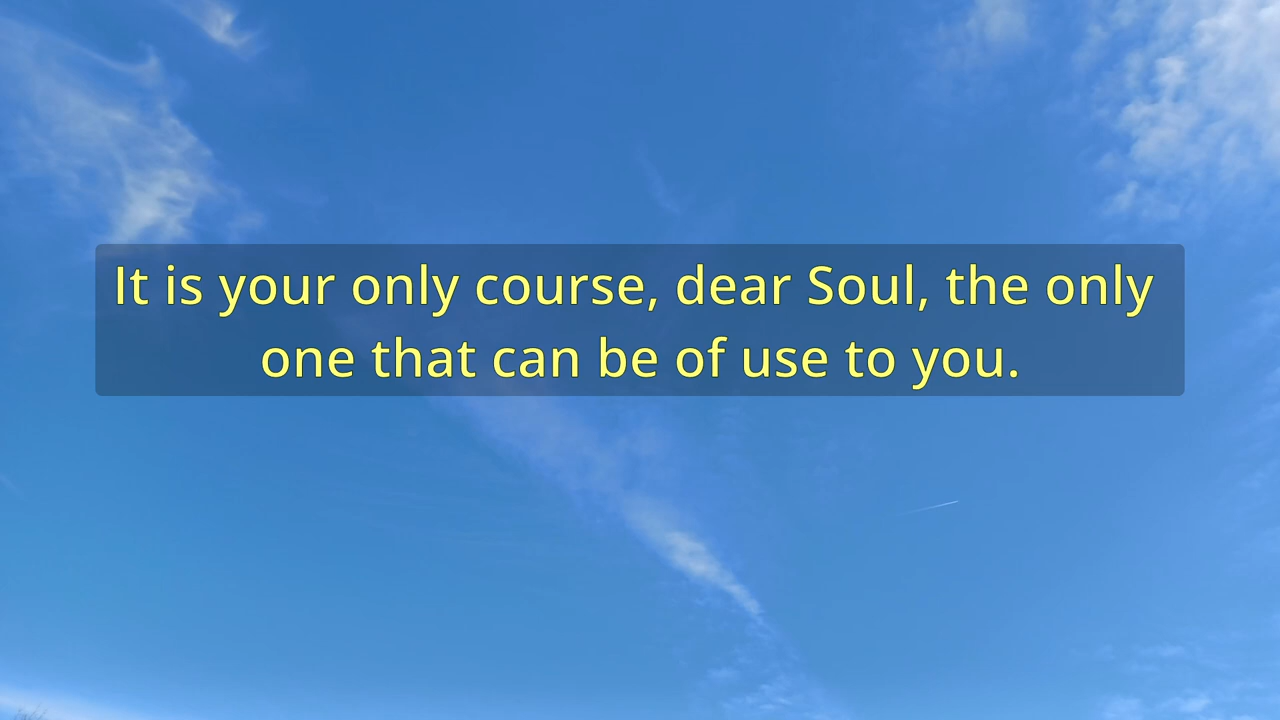 It is your only course, dear Soul, the only
one that can be of use to you.